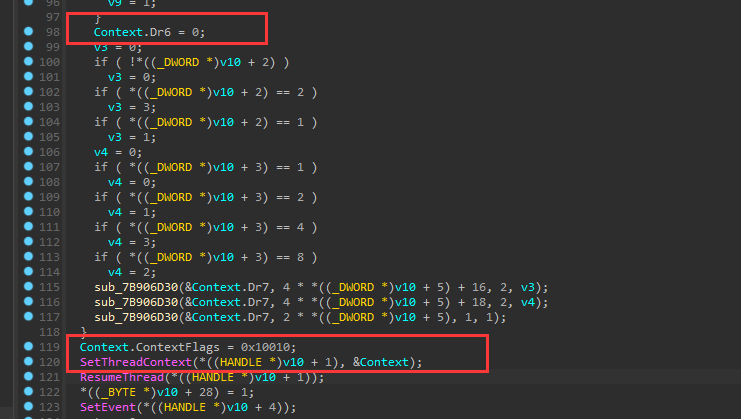 96 v9 = 1;
97 }
98 Context.Dr6 = 0;
99 v3 = 0;
100 if ( !*((_DWORD *)v10 + 2) )
101 v3 = 0;
102 if ( *((_DWORD *)v10 + 2) == 2 )
103 v3 = 3;
104 if ( *((_DWORD *)v10 + 2) == 1 )
105 v3 = 1;
106 v4 = 0;
107 if ( *((_DWORD *)v10 + 3) == 1 )
108 v4 = 0;
109 if ( *((_DWORD *)v10 + 3) == 2 )
110 v4 = 1;
111 if ( *((_DWORD *)v10 + 3) == 4 )
112 v4 = 3;
113 if ( *((_DWORD *)v10 + 3) == 8 )
114 v4 = 2;
115 sub_7B906D30(&Context.Dr7, 4 * *((_DWORD *)v10 + 5) + 16, 2, v3);
116 sub_7B906D30(&Context.Dr7, 4 * *((_DWORD *)v10 + 5) + 18, 2, v4);
117 sub_7B906D30(&Context.Dr7, 2 * *((_DWORD *)v10 + 5), 1, 1);
118 }
119 Context.ContextFlags = 0x10010;
120 SetThreadContext(*((HANDLE *)v10 + 1), &Context);
121 ResumeThread(*((HANDLE *)v10 + 1));
122 *((_BYTE *)v10 + 28) = 1;
123 SetEvent(*((HANDLE *)v10 + 4));